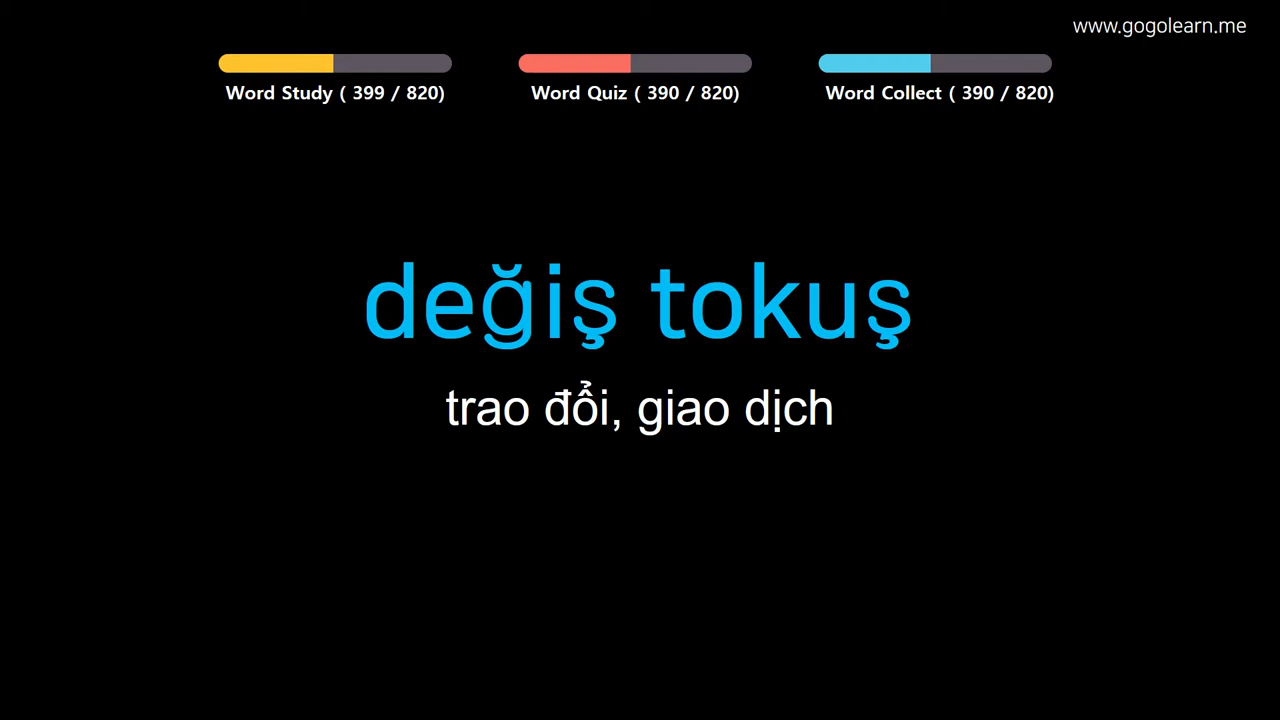 www.gogolearn.me
Word Study ( 399 / 820)
Word Quiz ( 390 / 820)
Word Collect ( 390 / 820)
değiş tokuş
trao đổi, giao dịch